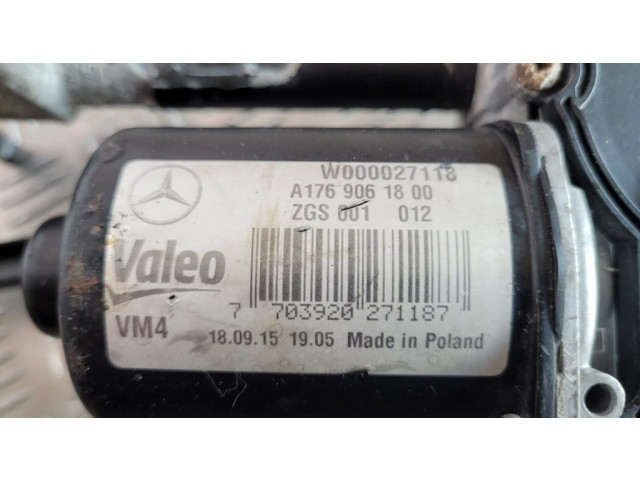 W000027118
A176 906 18 00
ZGS 001 012
Valeo
7 703920 271187
VM4 18.09.15 19.05 Made in Poland